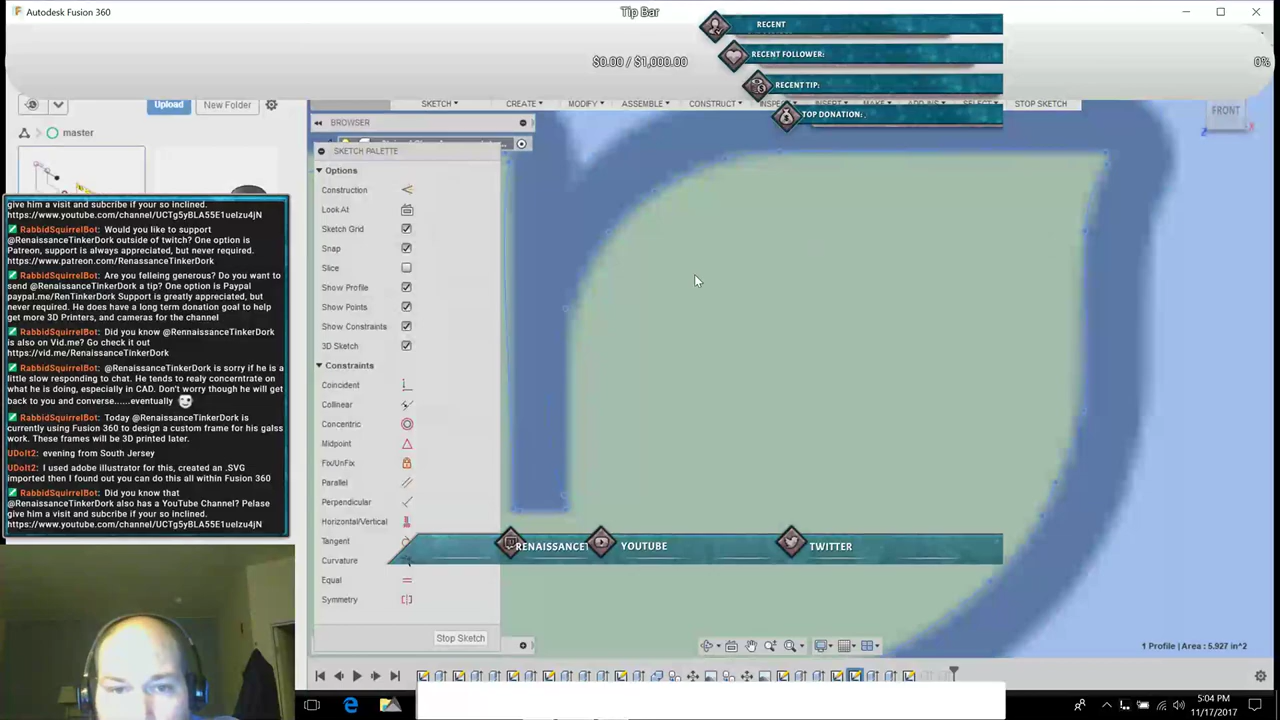 Autodesk Fusion 360
Tip Bar
RECENT
$0.00 / $1,000.00
RECENT FOLLOWER:
0%
RECENT TIP:
TOP DONATION:
Upload
New Folder
SKETCH
CREATE
MODIFY
ASSEMBLE
CONSTRUCT
SELECT
STOP SKETCH
FRONT
BROWSER
master
SKETCH PALETTE
Options
Construction
Look At
Sketch Grid
Snap
Slice
Show Profile
Show Points
Show Constraints
3D Sketch
Constraints
Coincident
Collinear
Concentric
Midpoint
Fix/UnFix
Parallel
Perpendicular
Horizontal/Vertical
Tangent
Curvature
Equal
Symmetry
Stop Sketch
give him a visit and subcribe if your so inclined.
https://www.youtube.com/channel/UCTg5yBLA55E1uelzu4jN
RabbidSquirrelBot: Would you like to support
@RenaissanceTinkerDork outside of twitch? One option is
Patreon, support is always appreciated, but never required.
https://www.patreon.com/RenaissanceTinkerDork
RabbidSquirrelBot: Are you felleing generous? Do you want to
send @RenaissanceTinkerDork a tip? One option is Paypal
paypal.me/RenTinkerDork Support is greatly appreciated, but
never required. He does have a long term donation goal to help
get more 3D Printers, and cameras for the channel
RabbidSquirrelBot: Did you know @RennaissanceTinkerDork
is also on Vid.me? Go check it out
https://vid.me/RenaissanceTinkerDork
RabbidSquirrelBot: @RenaissanceTinkerDork is sorry if he is a
little slow responding to chat. He tends to realy concerntrate on
what he is doing, especially in CAD. Don't worry though he will get
back to you and converse......eventually
RabbidSquirrelBot: Today @RenaissanceTinkerDork is
currently using Fusion 360 to design a custom frame for his galss
work. These frames will be 3D printed later.
UDoIt2: evening from South Jersey
UDoIt2: I used adobe illustrator for this, created an .SVG
imported then I found out you can do this all within Fusion 360
RabbidSquirrelBot: Did you know that
@RenaissanceTinkerDork also has a YouTube Channel? Pelase
give him a visit and subcribe if your so inclined.
https://www.youtube.com/channel/UCTg5yBLA55E1uelzu4jN
RENAISSANCET
YOUTUBE
TWITTER
1 Profile | Area : 5.927 in^2
5:04 PM
11/17/2017